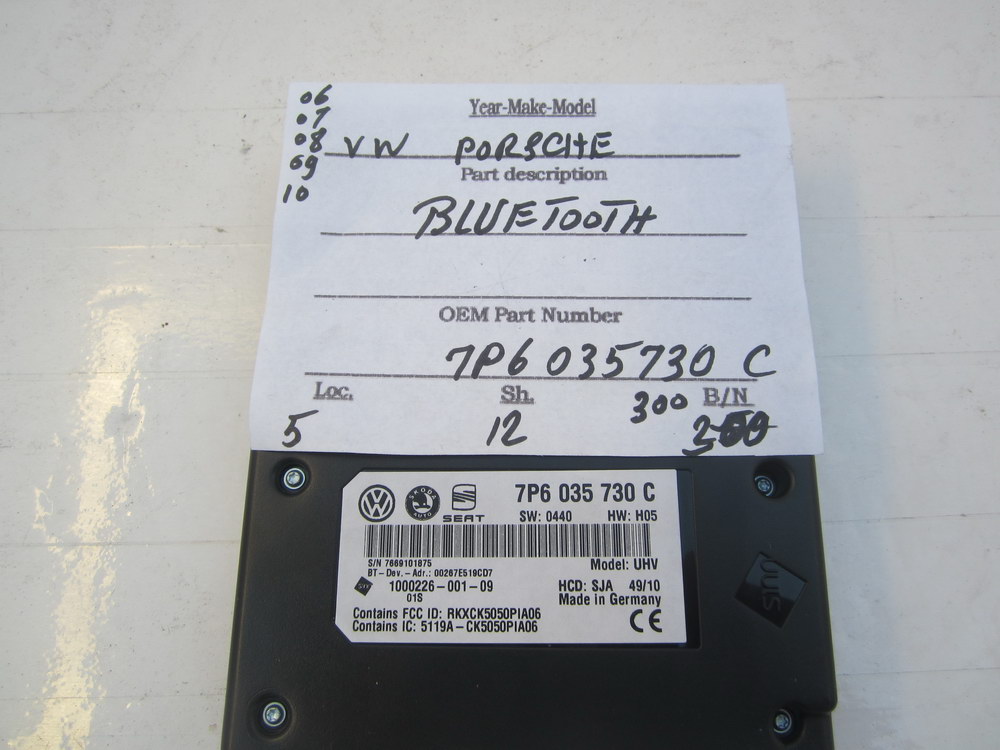 06
07
08
09
10
Year-Make-Model
VW PORSCHE
Part description
BLUETOOTH
OEM Part Number
7P6 035730 C
Loc. Sh. B/N
5 12 300
SKODA
AUTO
SEAT
7P6 035 730 C
SW: 0440 HW: H05
S/N 7669101875
Model: UHV
BT-Dev.-Adr.: 00267E519CD7
1000226-001-09
01S
HCD: SJA 49/10
Made in Germany
Contains FCC ID: RKXCK5050PIA06
Contains IC: 5119A-CK5050PIA06
CE